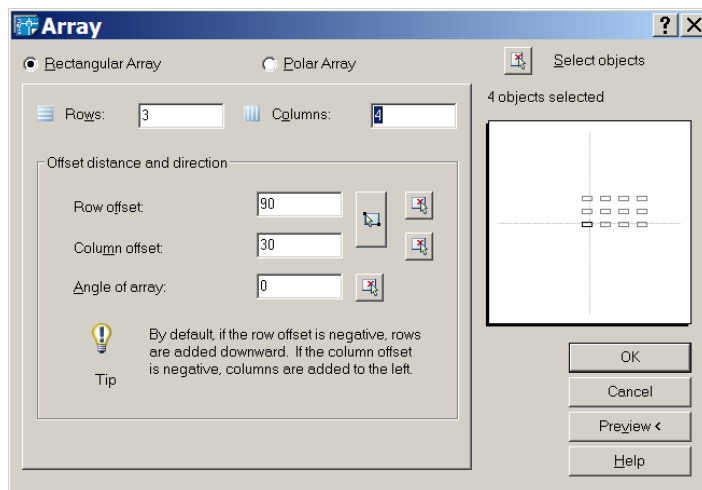 Array
Rectangular Array
Polar Array
Select objects
Rows: 3
Columns: 4
4 objects selected
Offset distance and direction
Row offset: 90
Column offset: 30
Angle of array: 0
By default, if the row offset is negative, rows
are added downward. If the column offset
is negative, columns are added to the left.
Tip
OK
Cancel
Preview <
Help